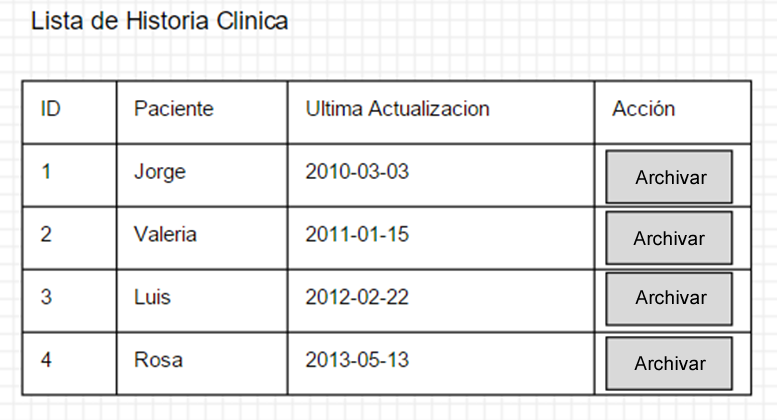 Lista de Historia Clinica
ID Paciente Ultima Actualizacion Acción
1 Jorge 2010-03-03 Archivar
2 Valeria 2011-01-15 Archivar
3 Luis 2012-02-22 Archivar
4 Rosa 2013-05-13 Archivar